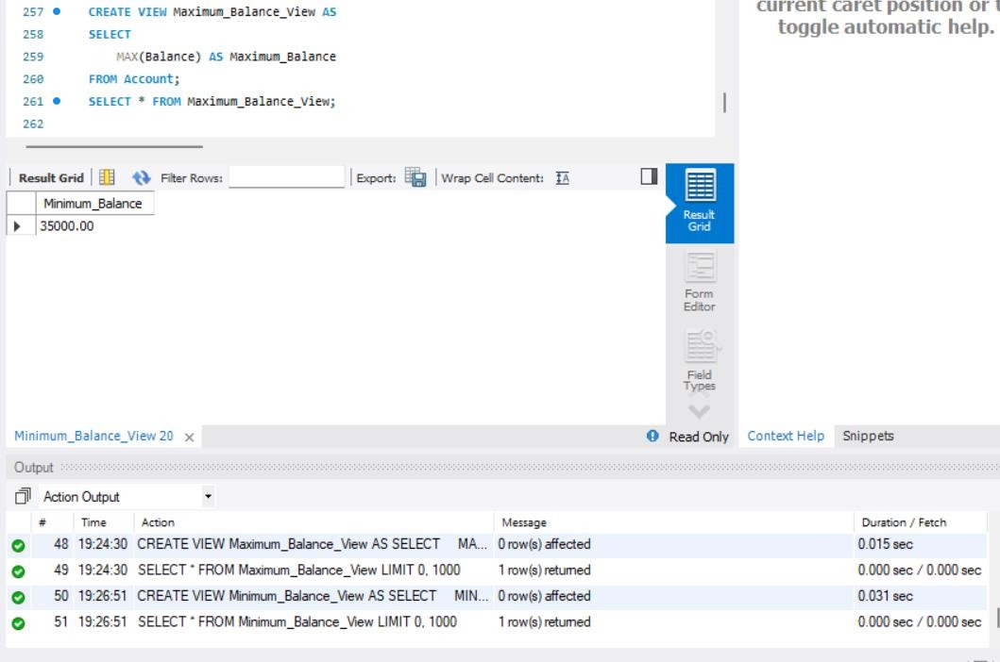 current caret position or t
toggle automatic help.
257 CREATE VIEW Maximum_Balance_View AS
258 SELECT
259 MAX(Balance) AS Maximum_Balance
260 FROM Account;
261 SELECT * FROM Maximum_Balance_View;
262
Result Grid Filter Rows: Export: Wrap Cell Content: IA
Minimum_Balance
35000.00
Result
Grid
Form
Editor
Field
Types
Minimum_Balance_View 20 x Read Only Context Help Snippets
Output
Action Output
# Time Action Message Duration / Fetch
48 19:24:30 CREATE VIEW Maximum_Balance_View AS SELECT MA... 0 row(s) affected 0.015 sec
49 19:24:30 SELECT * FROM Maximum_Balance_View LIMIT 0, 1000 1 row(s) returned 0.000 sec / 0.000 sec
50 19:26:51 CREATE VIEW Minimum_Balance_View AS SELECT MIN... 0 row(s) affected 0.031 sec
51 19:26:51 SELECT * FROM Minimum_Balance_View LIMIT 0, 1000 1 row(s) returned 0.000 sec / 0.000 sec